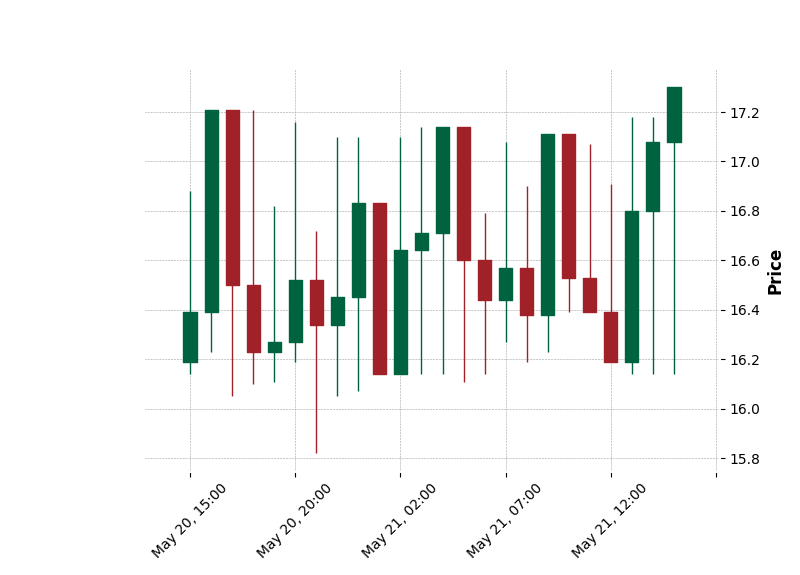 17.2
17.0
16.8
16.6
16.4
16.2
16.0
15.8
Price
May 20, 15:00
May 20, 20:00
May 21, 02:00
May 21, 07:00
May 21, 12:00